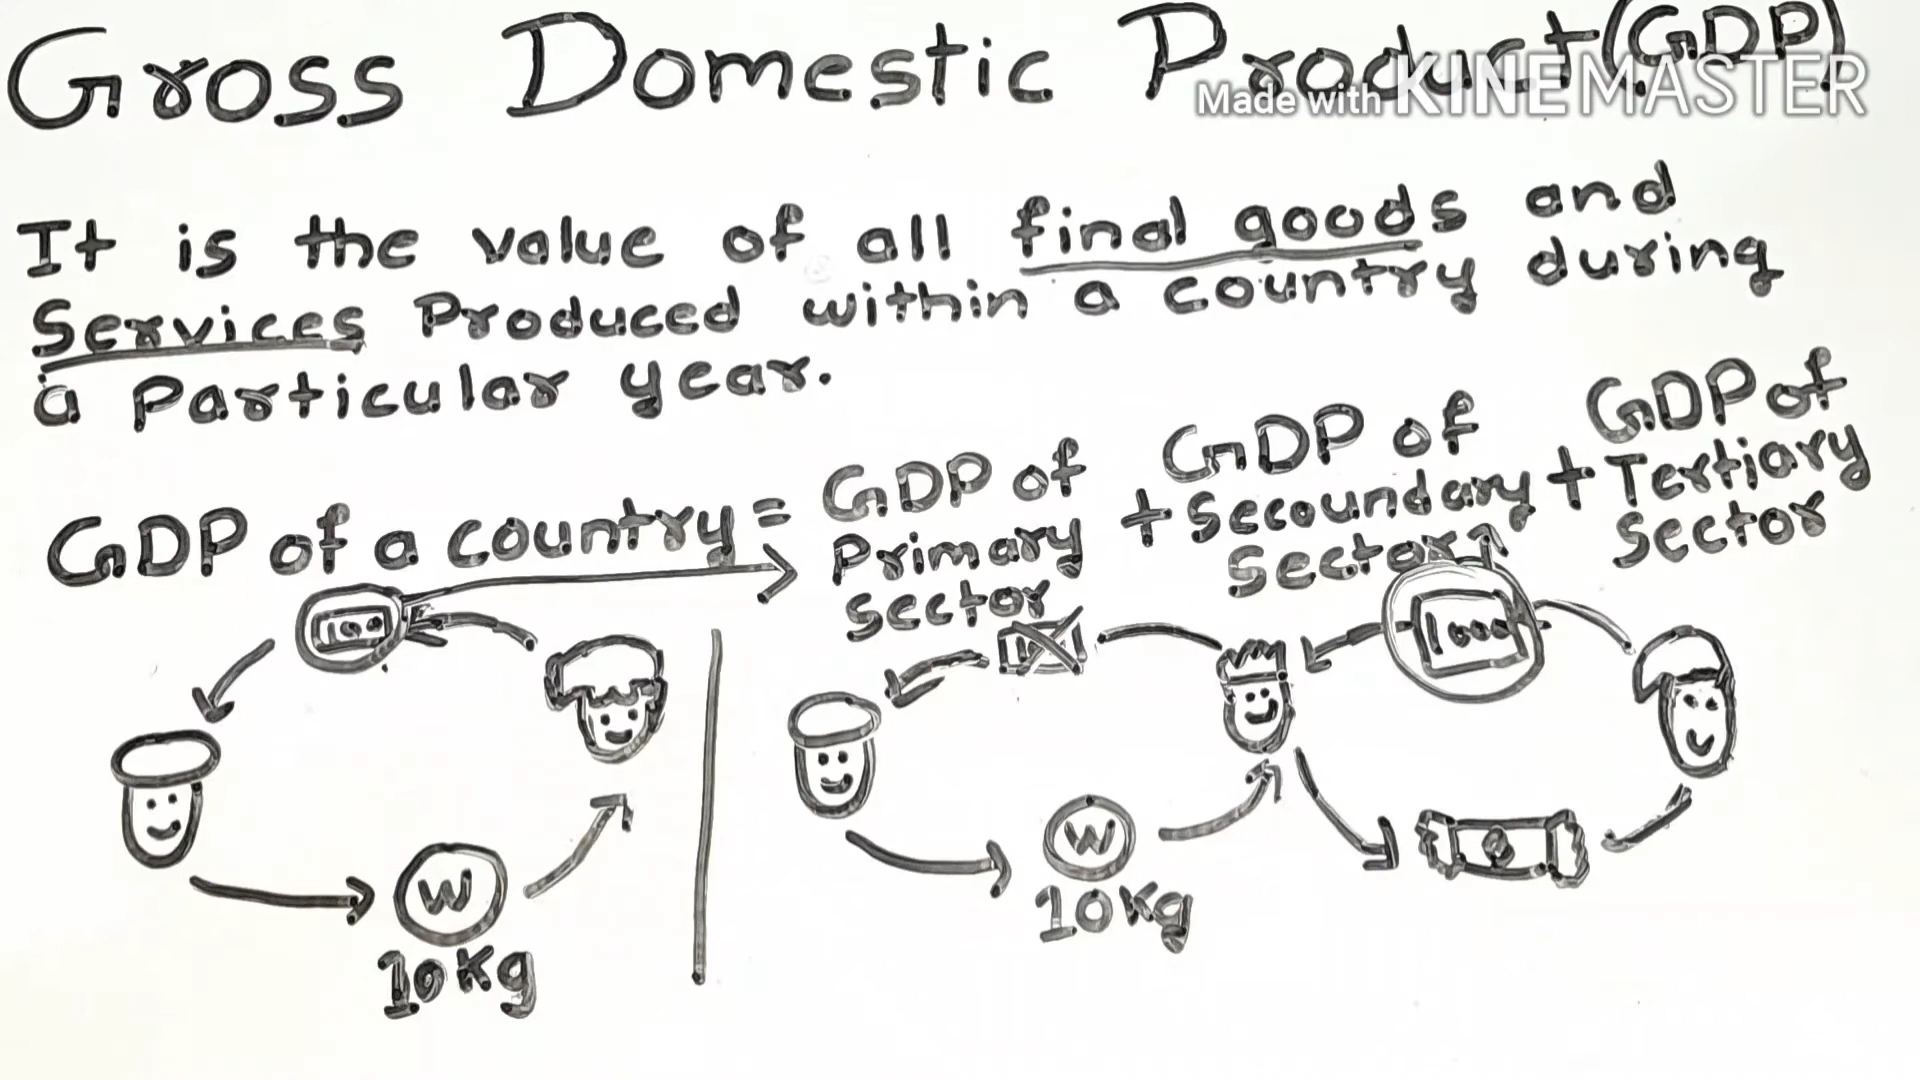 Gross Domestic Product (GDP)
Made with KINEMASTER
It is the value of all final goods and
Services Produced within a country during
a Particular year.
GDP of a country = GDP of Primary Sector + GDP of Secoundary Sector + GDP of Tertiary Sector
100
1000
W
10Kg
W
10Kg